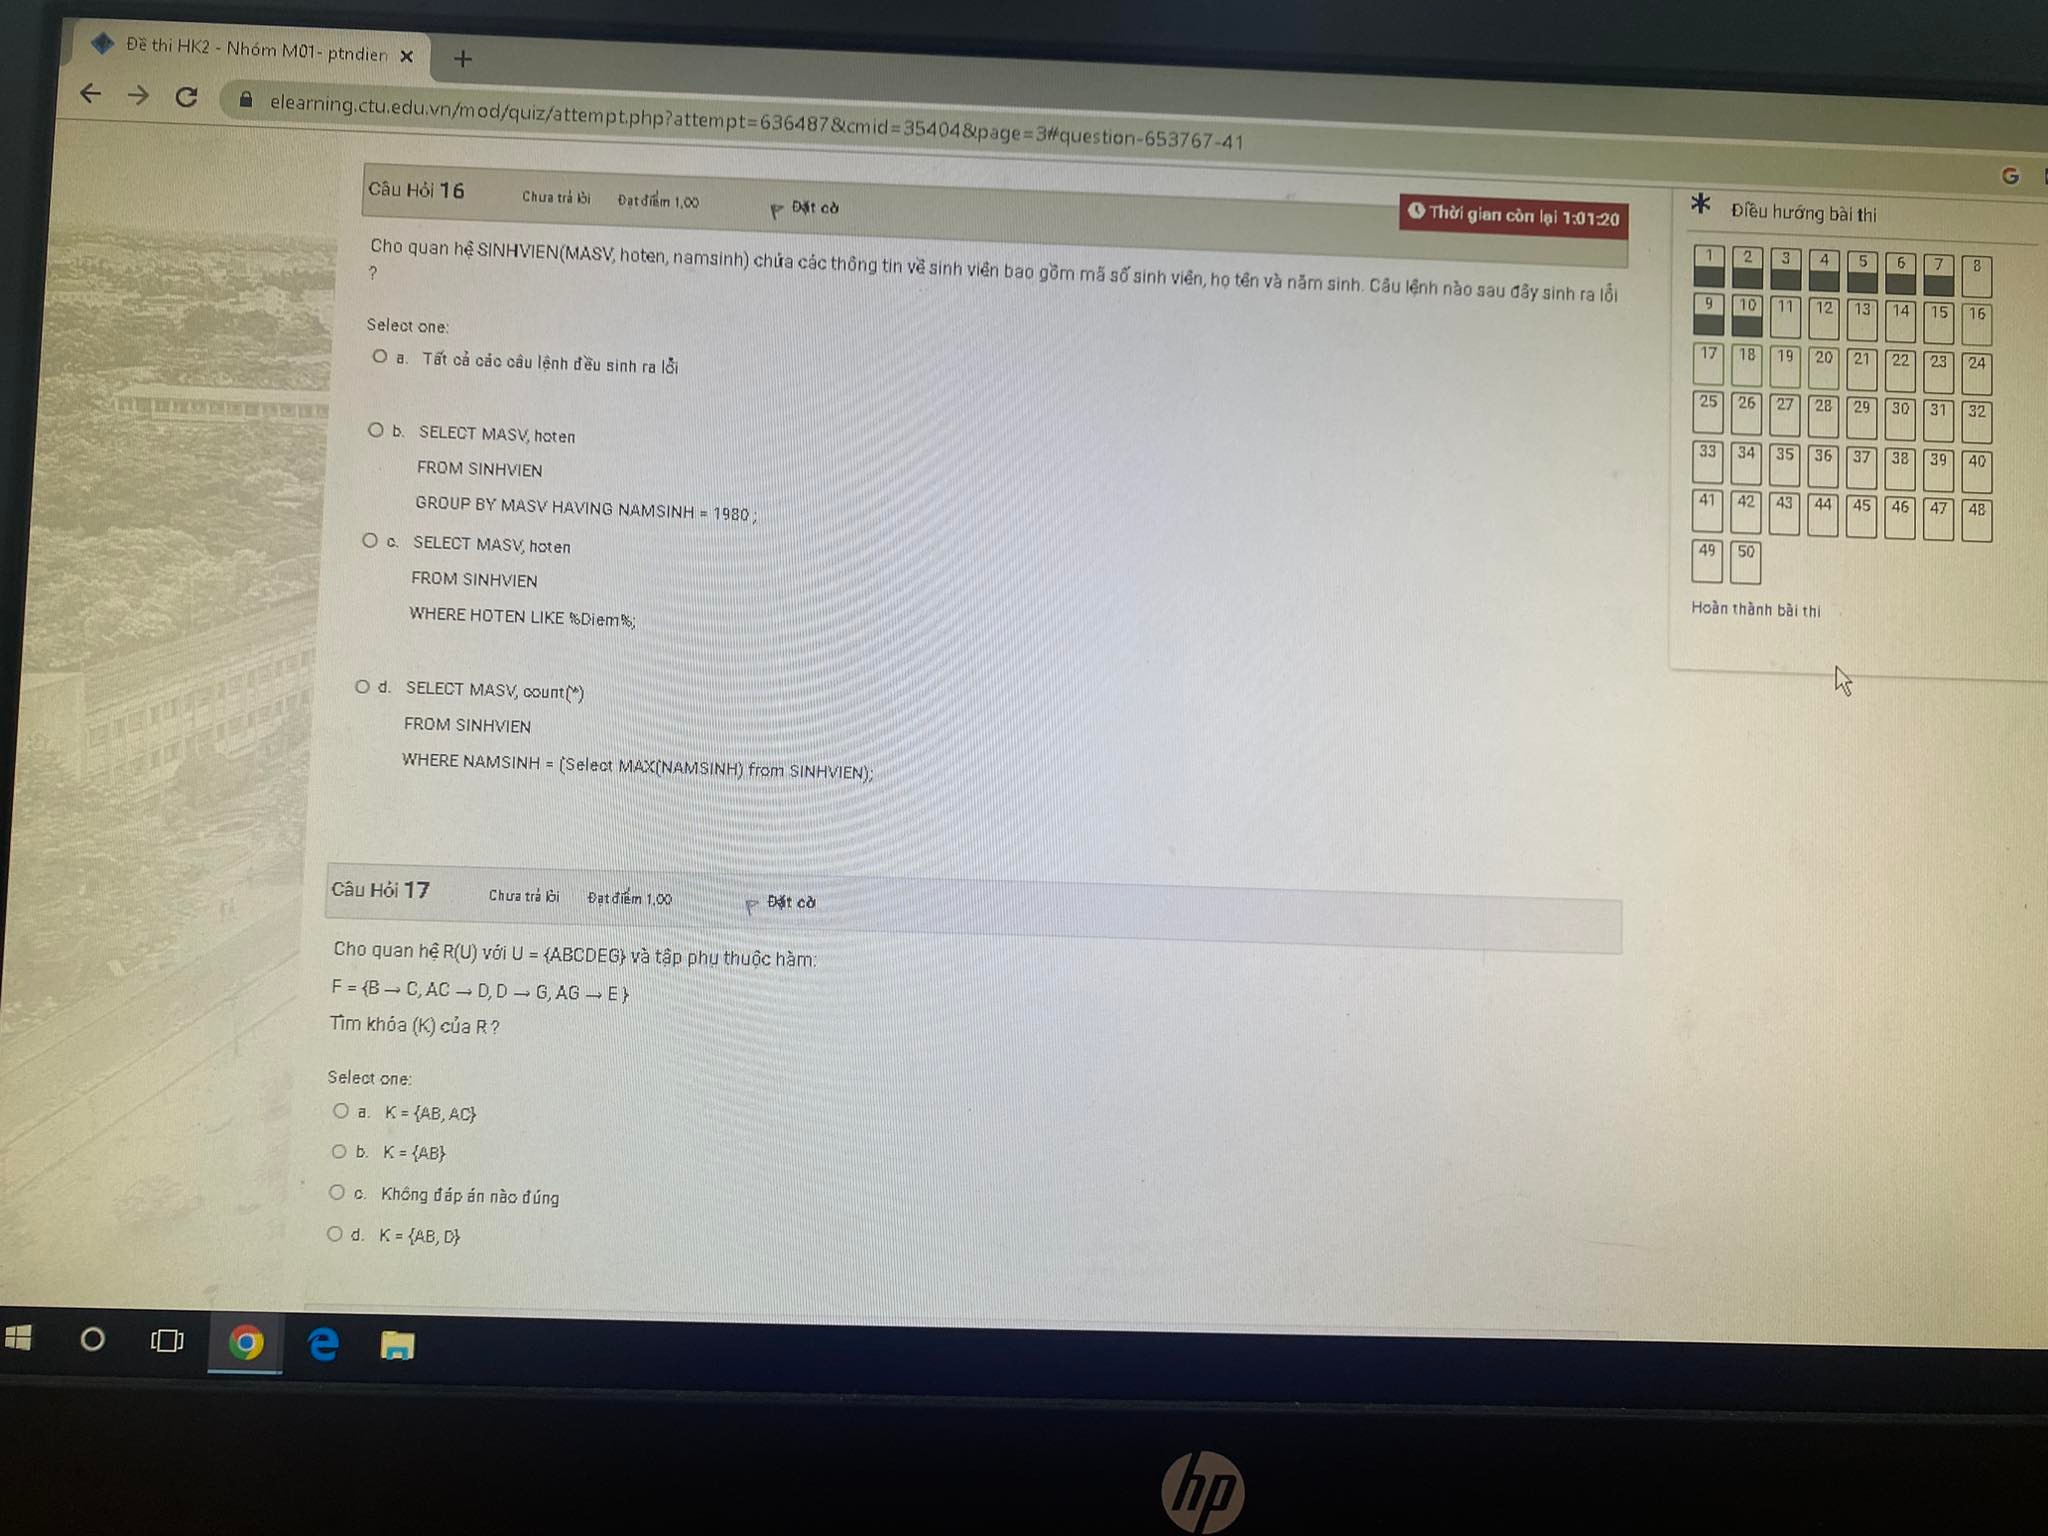 Đề thi HK2 - Nhóm M01- ptndien
elearning.ctu.edu.vn/mod/quiz/attempt.php?attempt=636487&cmid=35404&page=3#question-653767-41
Câu Hỏi 16 Chưa trả lời Đạt điểm 1,00 Đặt cờ
Thời gian còn lại 1:01:20
Cho quan hệ SINHVIEN(MASV, hoten, namsinh) chứa các thông tin về sinh viên bao gồm mã số sinh viên, họ tên và năm sinh. Câu lệnh nào sau đây sinh ra lỗi
?
Select one:
a. Tất cả các câu lệnh đều sinh ra lỗi
b. SELECT MASV, hoten
FROM SINHVIEN
GROUP BY MASV HAVING NAMSINH = 1980 ;
c. SELECT MASV, hoten
FROM SINHVIEN
WHERE HOTEN LIKE %Diem%;
d. SELECT MASV, count(*)
FROM SINHVIEN
WHERE NAMSINH = (Select MAX(NAMSINH) from SINHVIEN);
Câu Hỏi 17 Chưa trả lời Đạt điểm 1,00 Đặt cờ
Cho quan hệ R(U) với U = {ABCDEG} và tập phụ thuộc hàm:
F = {B → C, AC → D, D → G, AG → E }
Tìm khóa (K) của R ?
Select one:
a. K = {AB, AC}
b. K = {AB}
c. Không đáp án nào đúng
d. K = {AB, D}
Điều hướng bài thi
1 2 3 4 5 6 7 8
9 10 11 12 13 14 15 16
17 18 19 20 21 22 23 24
25 26 27 28 29 30 31 32
33 34 35 36 37 38 39 40
41 42 43 44 45 46 47 48
49 50
Hoàn thành bài thi
hp